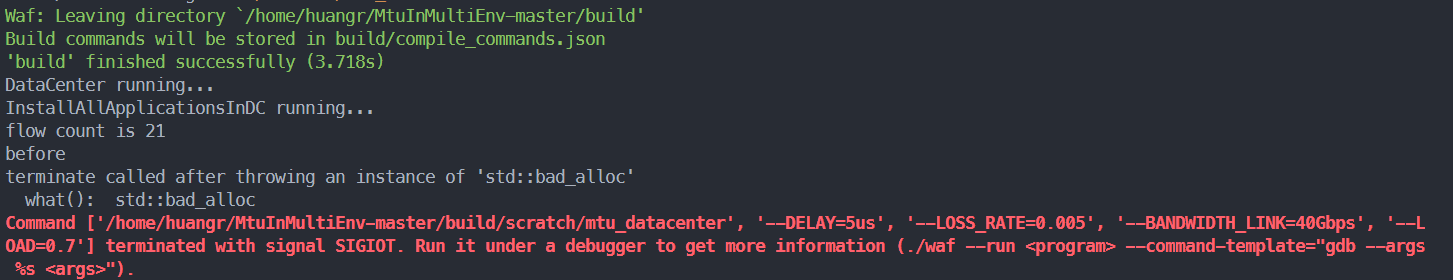 Waf: Leaving directory `/home/huangr/MtuInMultiEnv-master/build'
Build commands will be stored in build/compile_commands.json
'build' finished successfully (3.718s)
DataCenter running...
InstallAllApplicationsInDC running...
flow count is 21
before
terminate called after throwing an instance of 'std::bad_alloc'
  what():  std::bad_alloc
Command ['/home/huangr/MtuInMultiEnv-master/build/scratch/mtu_datacenter', '--DELAY=5us', '--LOSS_RATE=0.005', '--BANDWIDTH_LINK=40Gbps', '--L
OAD=0.7'] terminated with signal SIGIOT. Run it under a debugger to get more information (./waf --run <program> --command-template="gdb --args
 %s <args>").